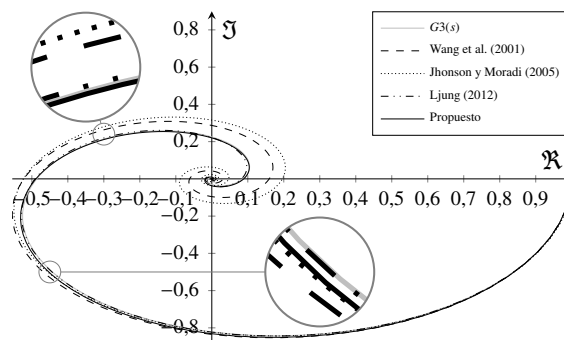 0,8
ℑ
0,6
0,4
0,2
ℜ
−0,5 −0,4 −0,3 −0,2 −0,1 0,1 0,2 0,3 0,4 0,5 0,6 0,7 0,8 0,9
−0,2
−0,4
−0,6
−0,8
G3(s)
Wang et al. (2001)
Jhonson y Moradi (2005)
Ljung (2012)
Propuesto